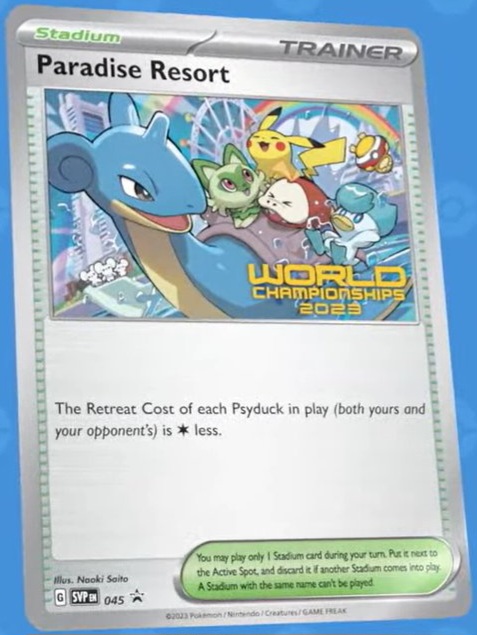 Stadium
TRAINER
Paradise Resort
WORLD
CHAMPIONSHIPS
2023
The Retreat Cost of each Psyduck in play (both yours and
your opponent's) is ✱ less.
You may play only 1 Stadium card during your turn. Put it next to
the Active Spot, and discard it if another Stadium comes into play.
A Stadium with the same name can't be played.
Illus. Naoki Saito
G SVP EN 045
©2023 Pokémon / Nintendo / Creatures / GAME FREAK